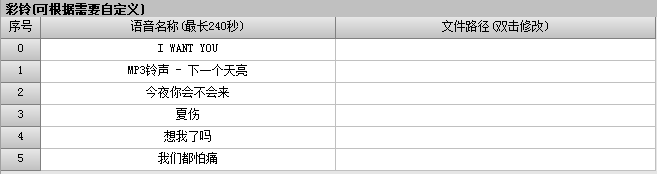 彩铃(可根据需要自定义)
序号 语音名称(最长240秒) 文件路径(双击修改)
0 I WANT YOU
1 MP3铃声 - 下一个天亮
2 今夜你会不会来
3 夏伤
4 想我了吗
5 我们都怕痛